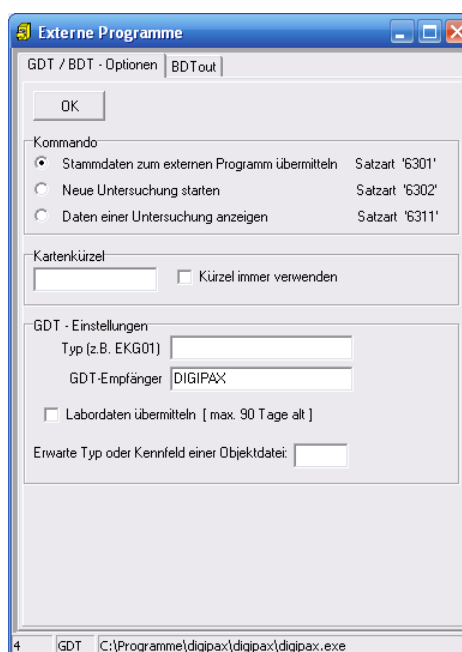 Externe Programme
GDT / BDT - Optionen BDTout
OK
Kommando
Stammdaten zum externen Programm übermitteln Satzart '6301'
Neue Untersuchung starten Satzart '6302'
Daten einer Untersuchung anzeigen Satzart '6311'
Kartenkürzel
Kürzel immer verwenden
GDT - Einstellungen
Typ (z.B. EKG01)
GDT-Empfänger DIGIPAX
Labordaten übermitteln [ max. 90 Tage alt ]
Erwarte Typ oder Kennfeld einer Objektdatei:
4 GDT C:\Programme\digipax\digipax\digipax.exe